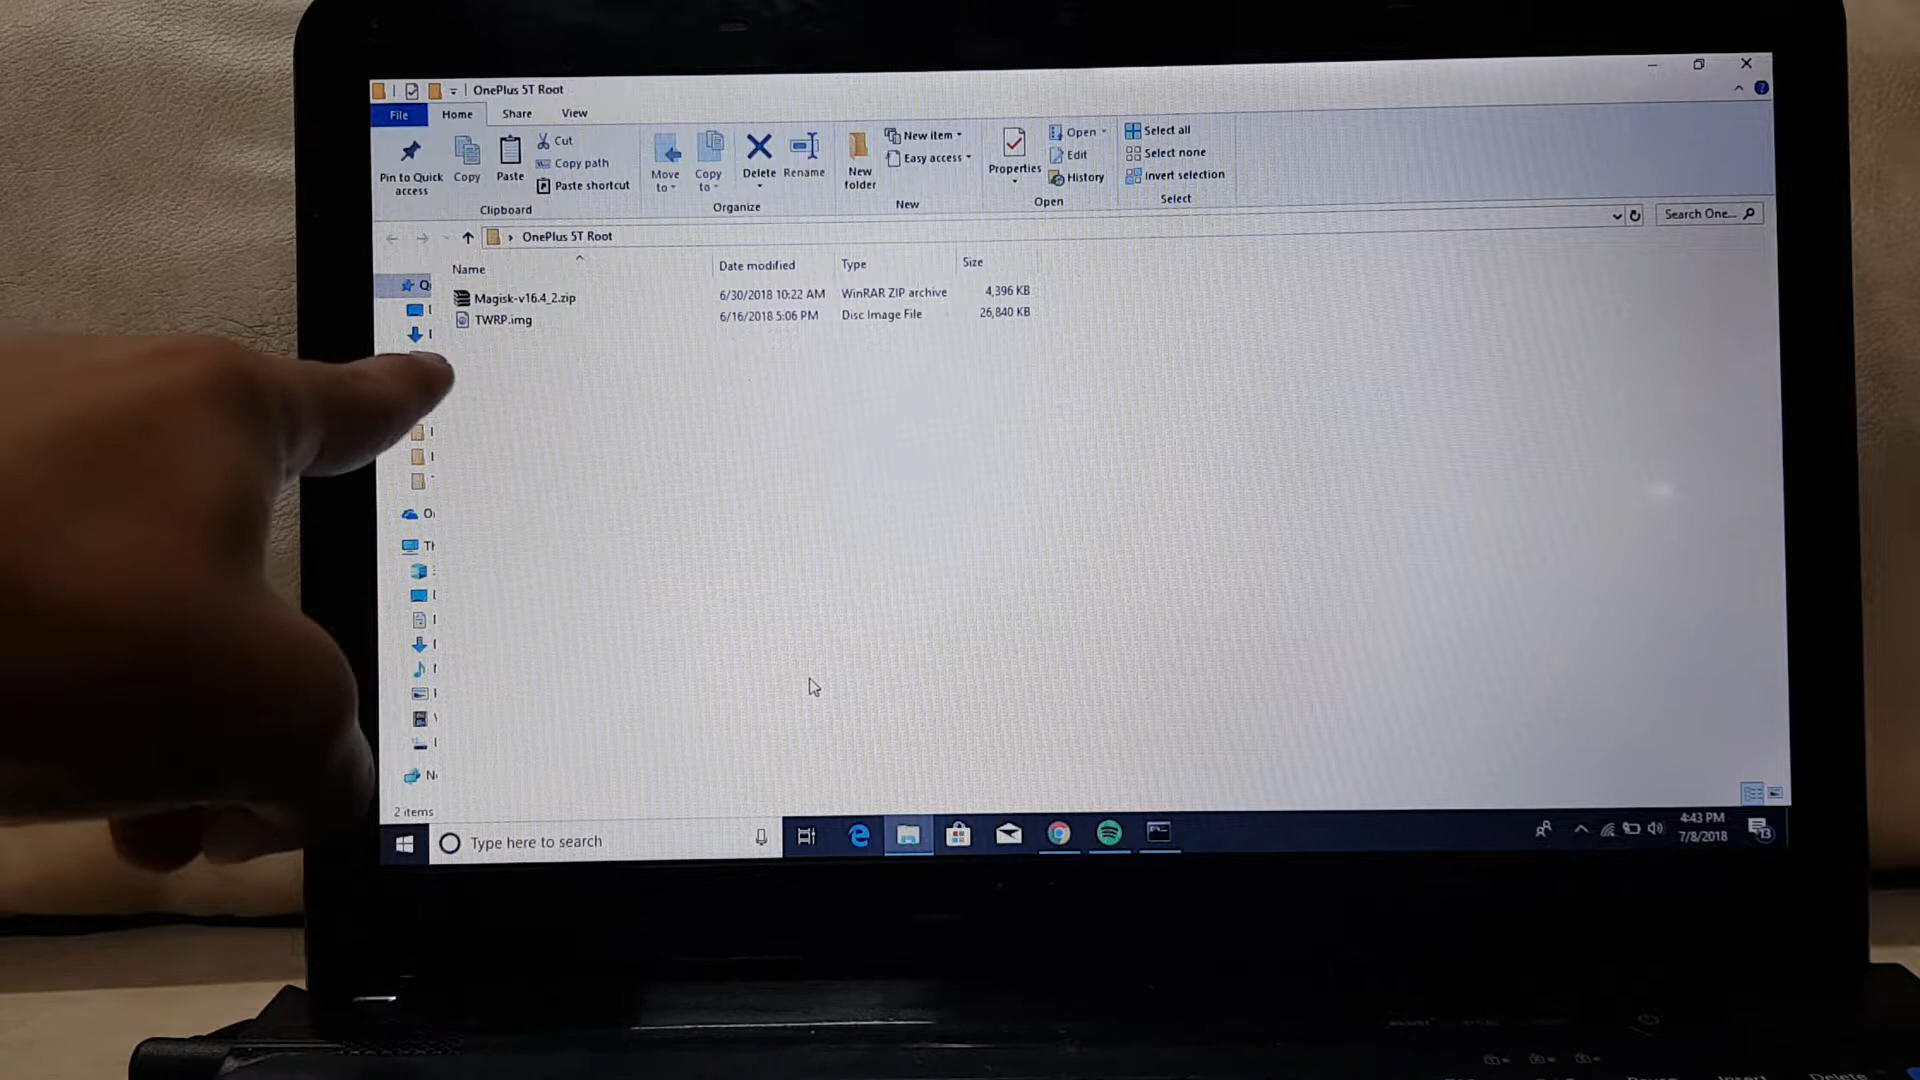 OnePlus 5T Root
File Home Share View
Pin to Quick access
Copy
Paste
Cut
Copy path
Paste shortcut
Clipboard
Move to
Copy to
Delete
Rename
Organize
New folder
New item
Easy access
New
Properties
Open
Edit
History
Open
Select all
Select none
Invert selection
Select
OnePlus 5T Root
Search One...
Name Date modified Type Size
Magisk-v16.4_2.zip 6/30/2018 10:22 AM WinRAR ZIP archive 4,396 KB
TWRP.img 6/16/2018 5:06 PM Disc Image File 26,840 KB
2 items
Type here to search
4:43 PM
7/8/2018
13